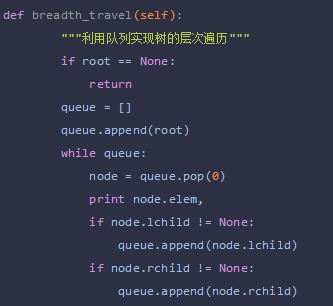 def breadth_travel(self):
        """利用队列实现树的层次遍历"""
        if root == None:
            return
        queue = []
        queue.append(root)
        while queue:
            node = queue.pop(0)
            print node.elem,
            if node.lchild != None:
                queue.append(node.lchild)
            if node.rchild != None:
                queue.append(node.rchild)